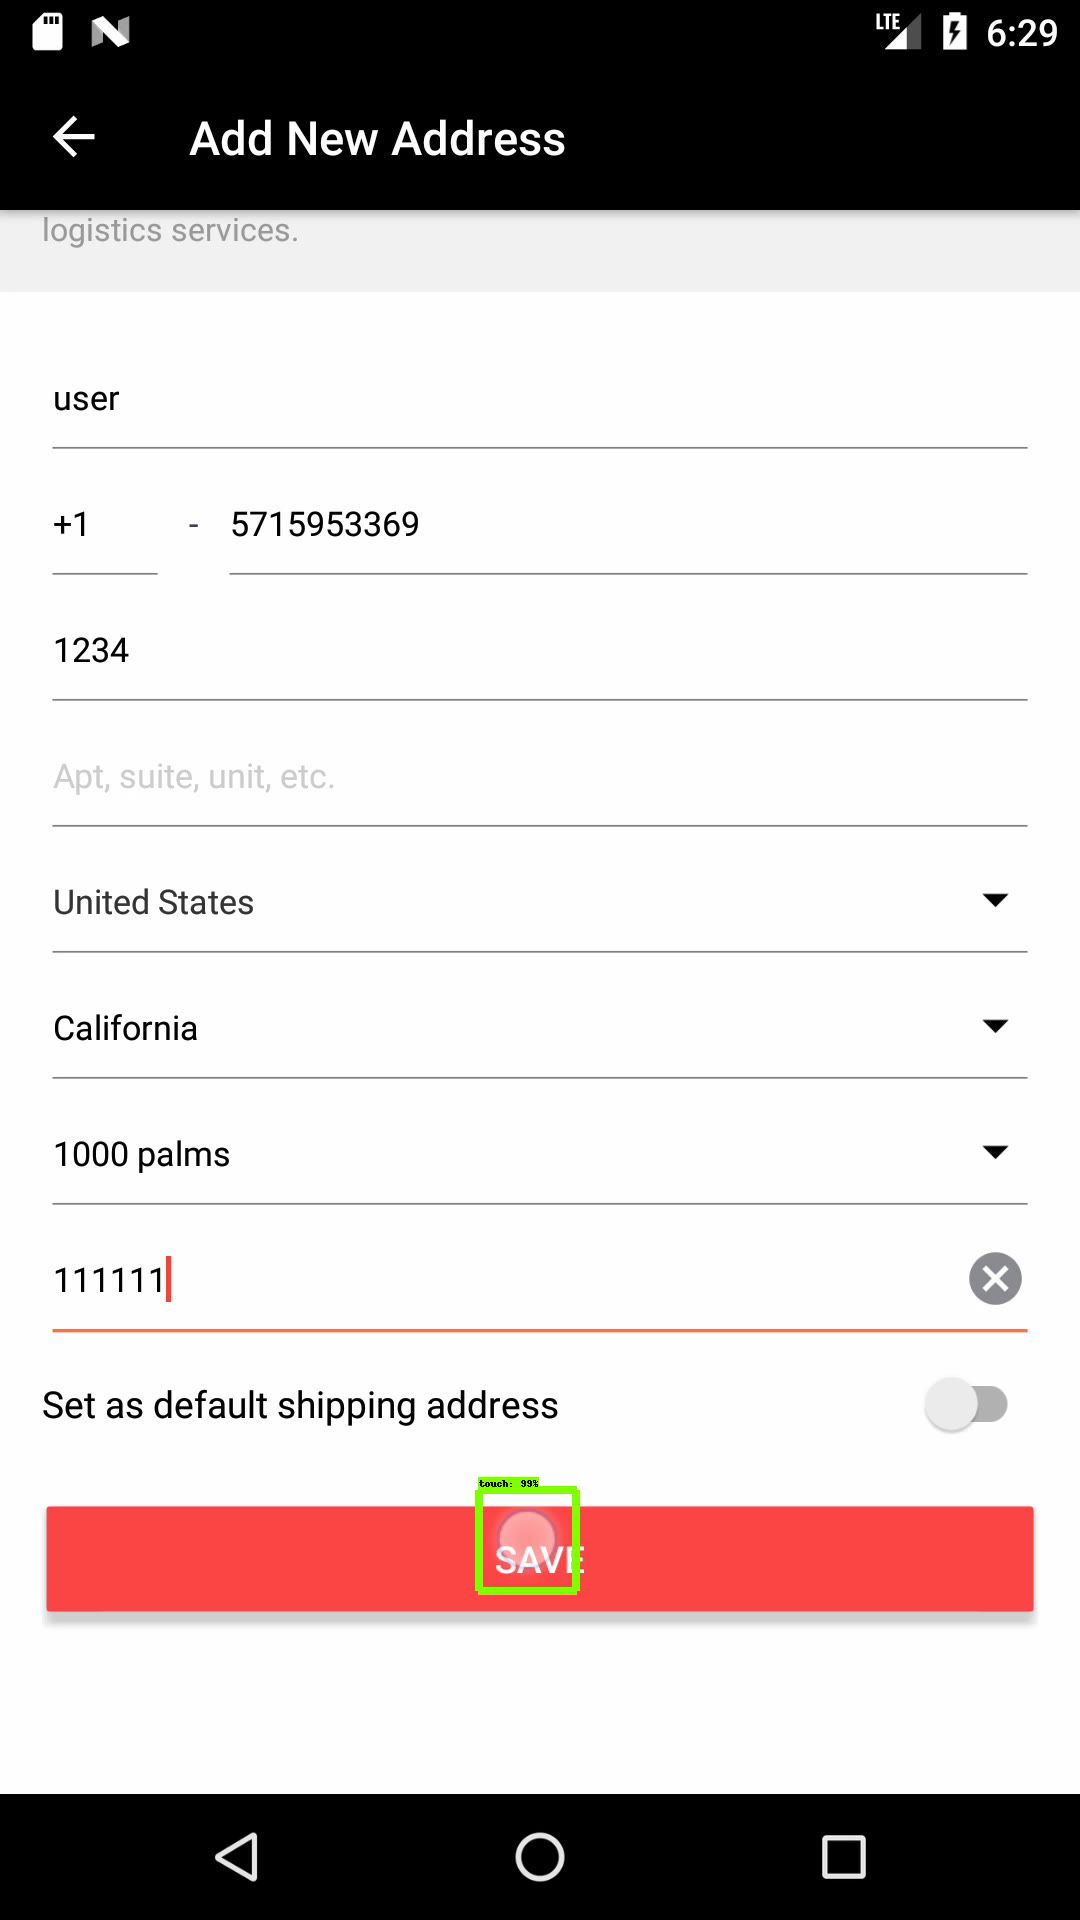 LTE 6:29
Add New Address
logistics services.
user
+1 - 5715953369
1234
Apt, suite, unit, etc.
United States
California
1000 palms
111111
Set as default shipping address
touch: 99%
SAVE